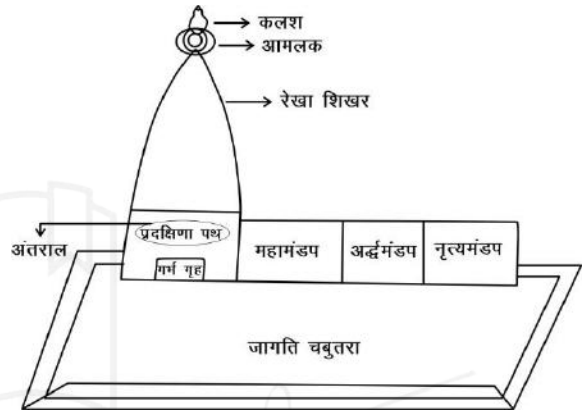 कलश
आमलक
रेखा शिखर
प्रदक्षिणा पथ
अंतराल
महामंडप
अर्द्धमंडप
नृत्यमंडप
गर्भ गृह
जागति चबुतरा